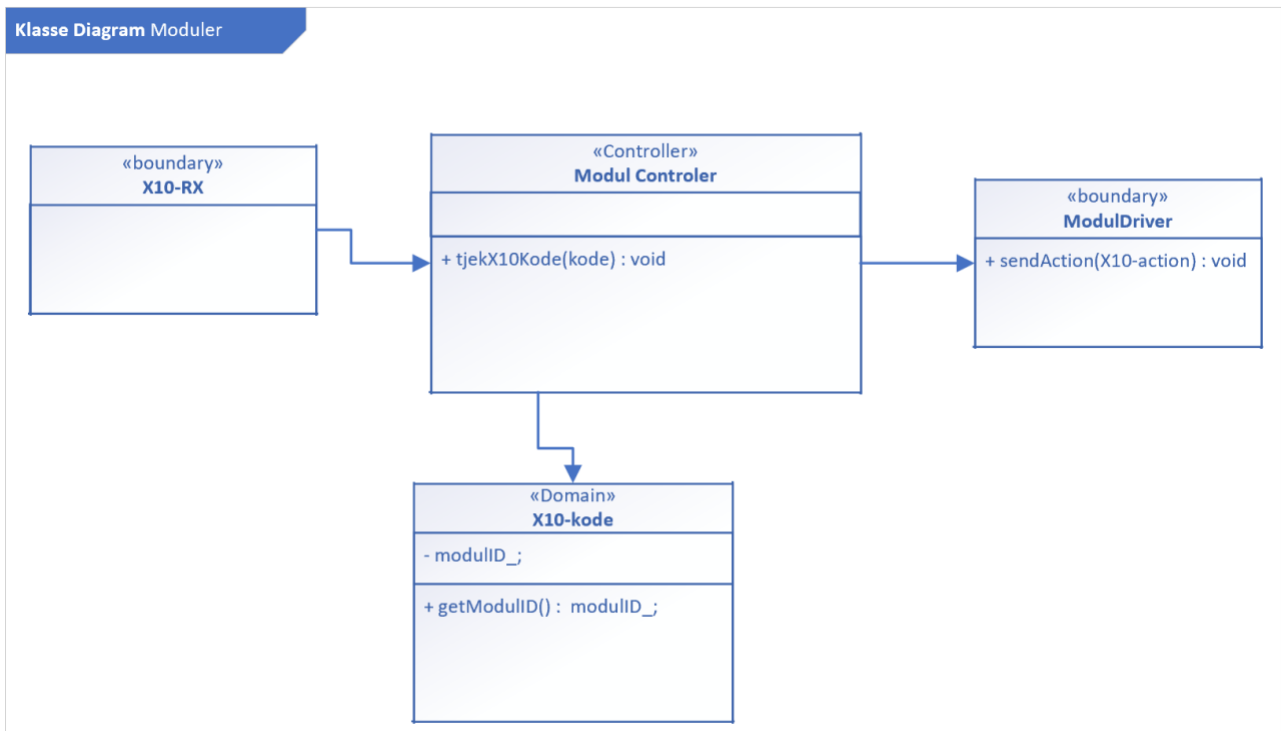 Klasse Diagram Moduler
«boundary»
X10-RX
«Controller»
Modul Controler
+ tjekX10Kode(kode) : void
«boundary»
ModulDriver
+ sendAction(X10-action) : void
«Domain»
X10-kode
- modulID_;
+ getModulID() :  modulID_;